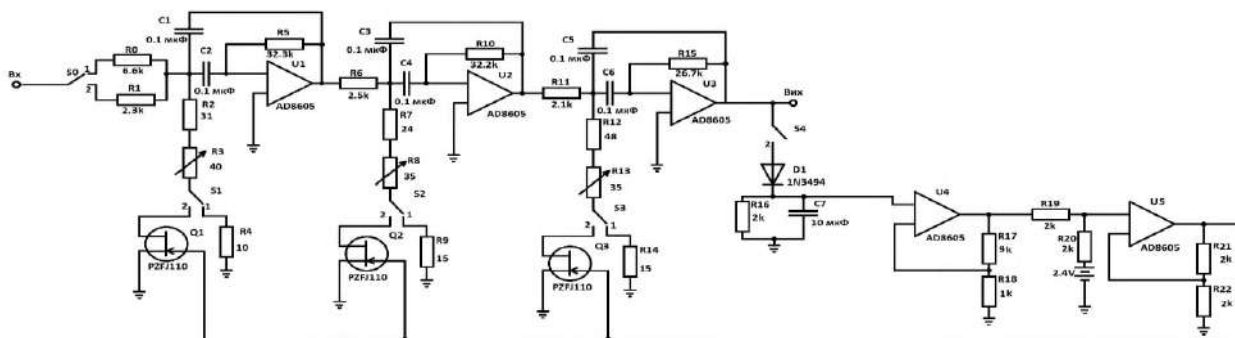 Вх
S0
1
2
R0
6.6k
R1
2.3k
C1
0.1 мкФ
C2
0.1 мкФ
R2
31
R3
40
S1
2
1
Q1
PZFJ110
R4
10
R5
32.3k
U1
AD8605
R6
2.5k
C3
0.1 мкФ
C4
0.1 мкФ
R7
24
R8
35
S2
2
1
Q2
PZFJ110
R9
15
R10
32.2k
U2
AD8605
R11
2.1k
C5
0.1 мкФ
C6
0.1 мкФ
R12
48
R13
35
S3
2
1
Q3
PZFJ110
R14
15
R15
26.7k
U3
AD8605
Вих
S4
2
D1
1N3494
R16
2k
C7
10 мкФ
U4
AD8605
R17
9k
R18
1k
R19
2k
R20
2k
2.4V
U5
AD8605
R21
2k
R22
2k